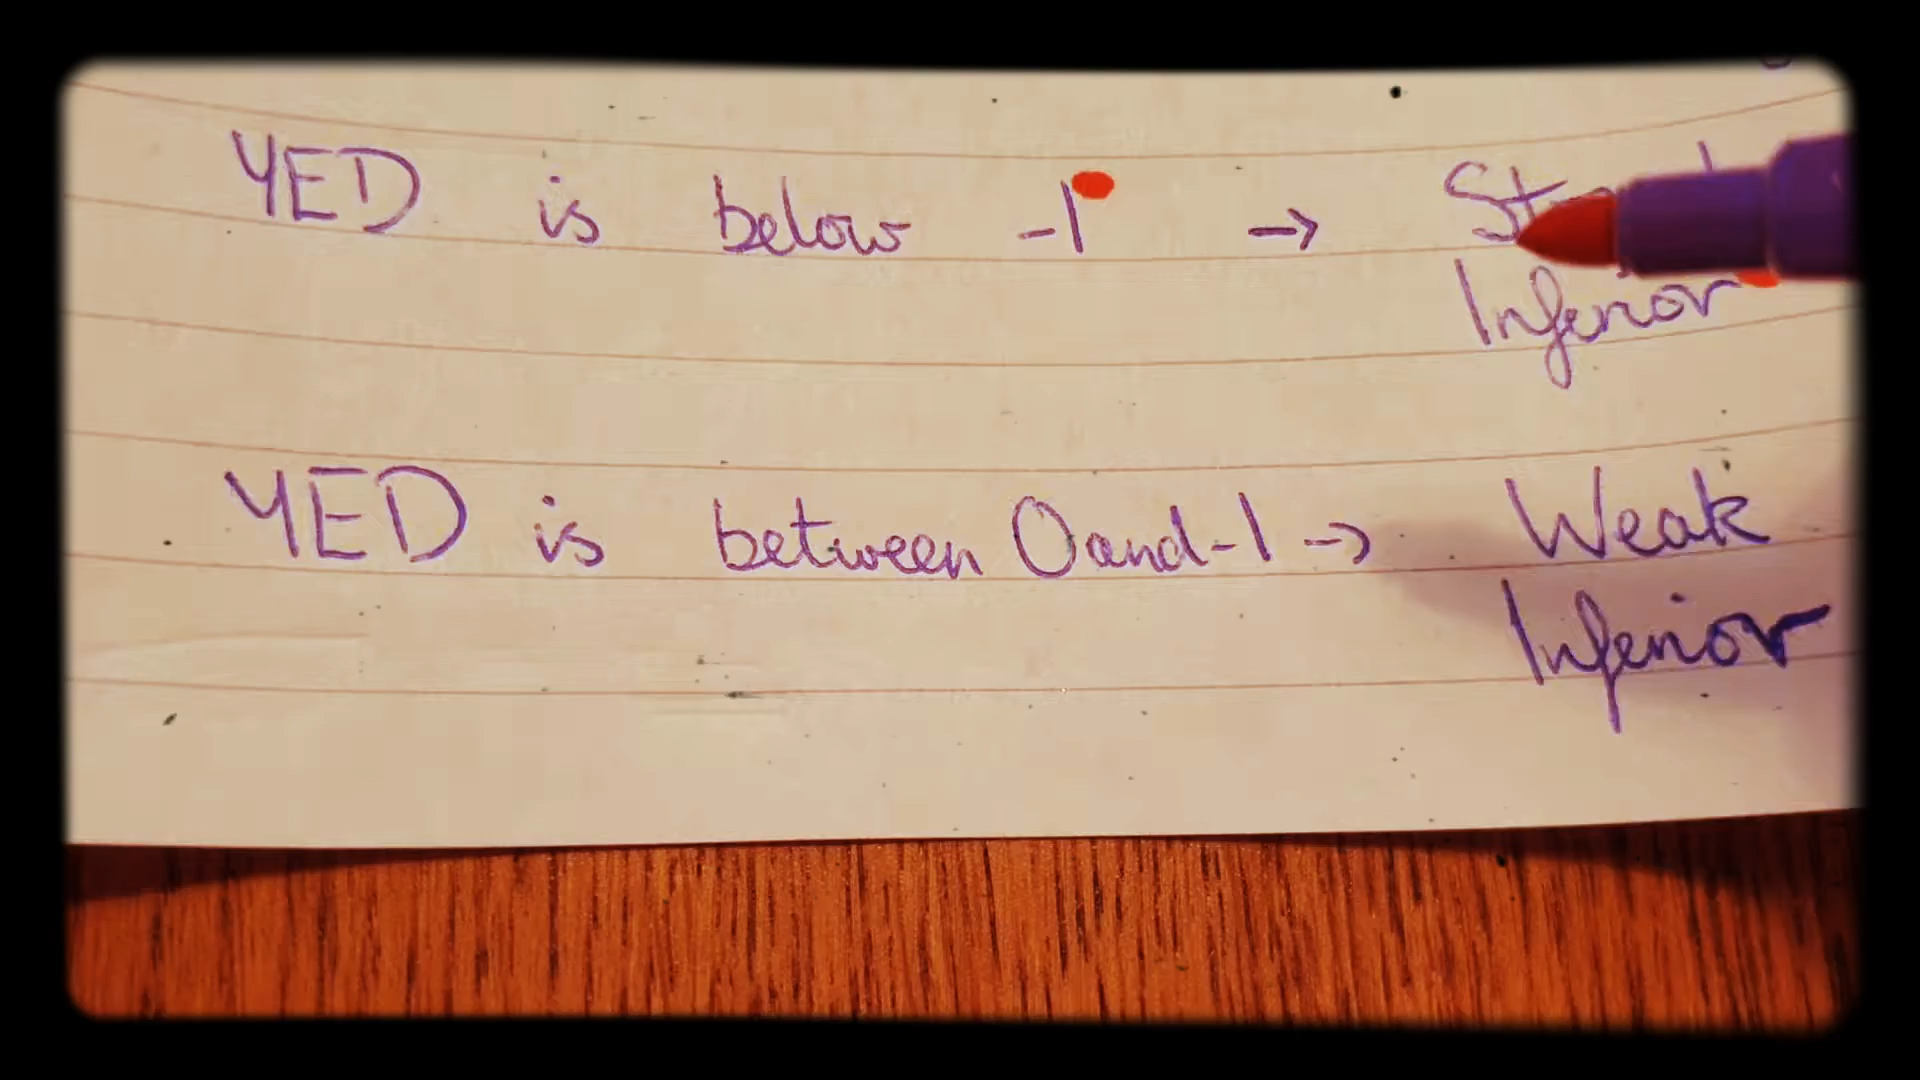 YED is below -1 →
Inferior
YED is between 0 and -1 → Weak
Inferior